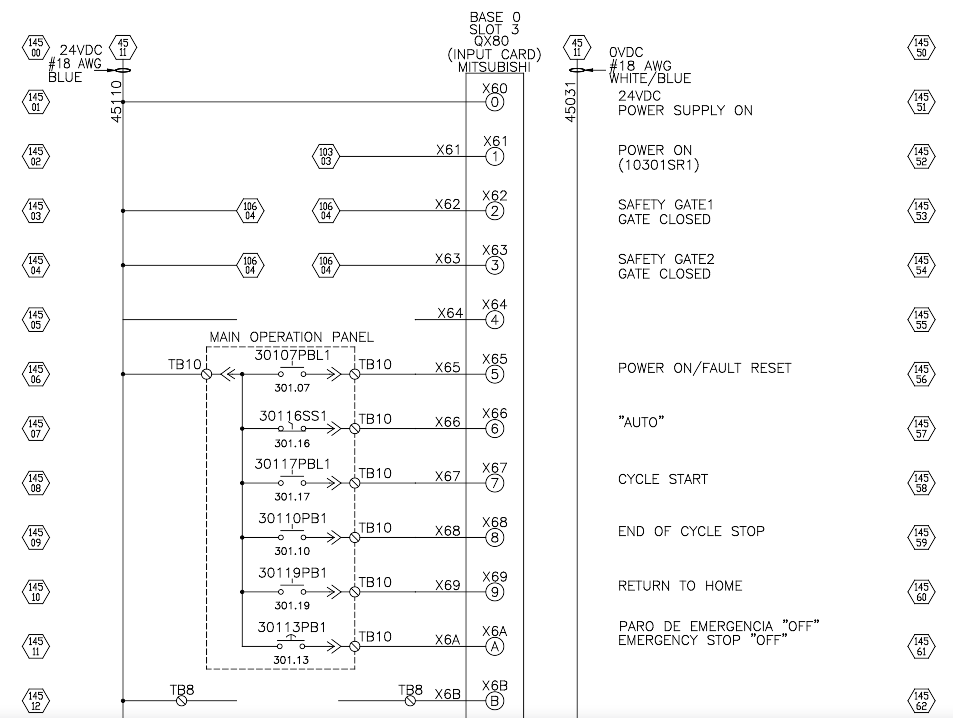 BASE 0
SLOT 3
QX80
(INPUT CARD)
MITSUBISHI
145 00
24VDC
#18 AWG
BLUE
45 11
45 11
0VDC
#18 AWG
WHITE/BLUE
145 50
45110
45031
145 01
X60
0
24VDC
POWER SUPPLY ON
145 51
145 02
103 03
X61
X61
1
POWER ON
(10301SR1)
145 52
145 03
106 04
106 04
X62
X62
2
SAFETY GATE1
GATE CLOSED
145 53
145 04
106 04
106 04
X63
X63
3
SAFETY GATE2
GATE CLOSED
145 54
145 05
X64
X64
4
145 55
MAIN OPERATION PANEL
145 06
TB10
30107PBL1
301.07
TB10
X65
X65
5
POWER ON/FAULT RESET
145 56
145 07
30116SS1
301.16
TB10
X66
X66
6
"AUTO"
145 57
145 08
30117PBL1
301.17
TB10
X67
X67
7
CYCLE START
145 58
145 09
30110PB1
301.10
TB10
X68
X68
8
END OF CYCLE STOP
145 59
145 10
30119PB1
301.19
TB10
X69
X69
9
RETURN TO HOME
145 60
145 11
30113PB1
301.13
TB10
X6A
X6A
A
PARO DE EMERGENCIA "OFF"
EMERGENCY STOP "OFF"
145 61
145 12
TB8
TB8
X6B
X6B
B
145 62